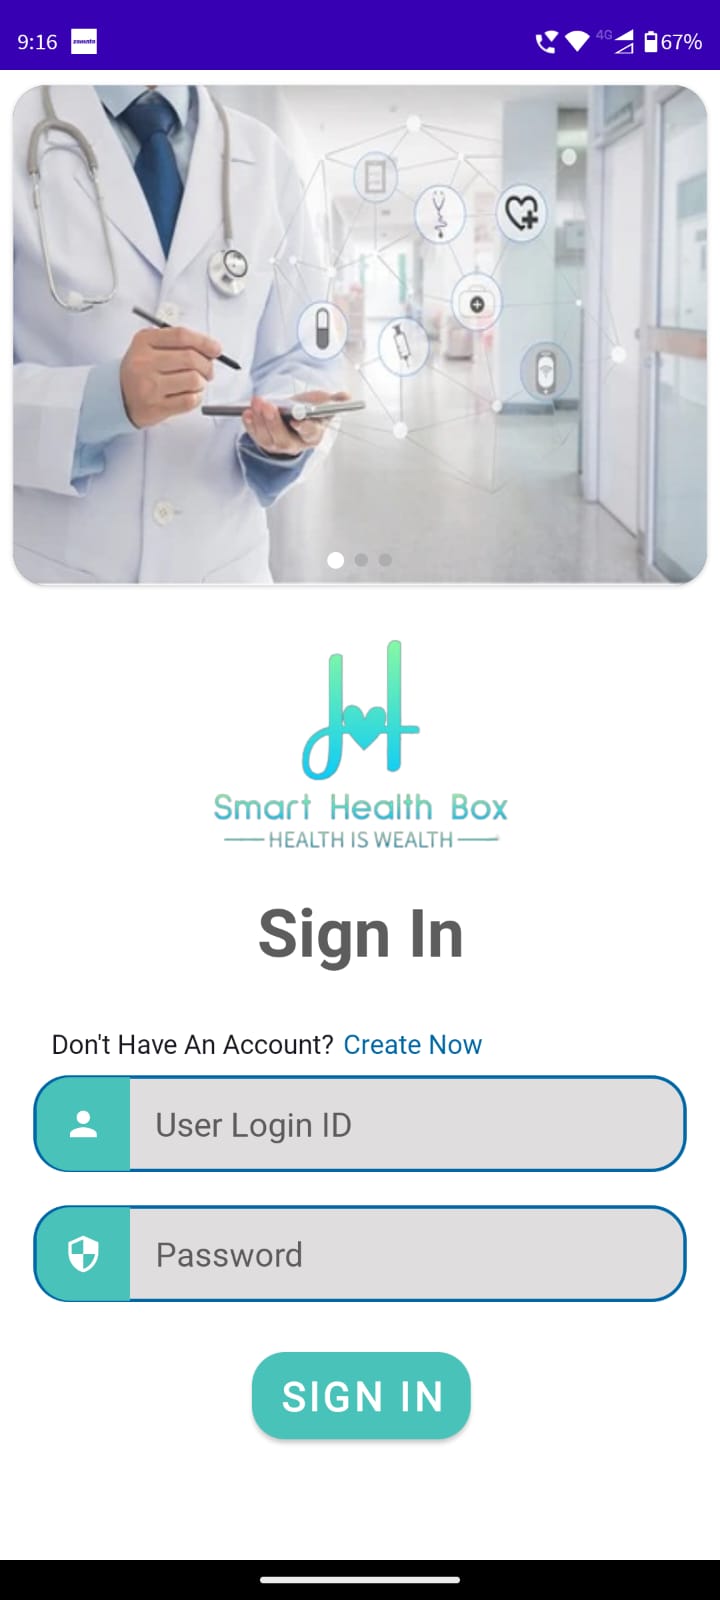 9:16
4G 67%
Smart Health Box
HEALTH IS WEALTH
Sign In
Don't Have An Account? Create Now
User Login ID
Password
SIGN IN